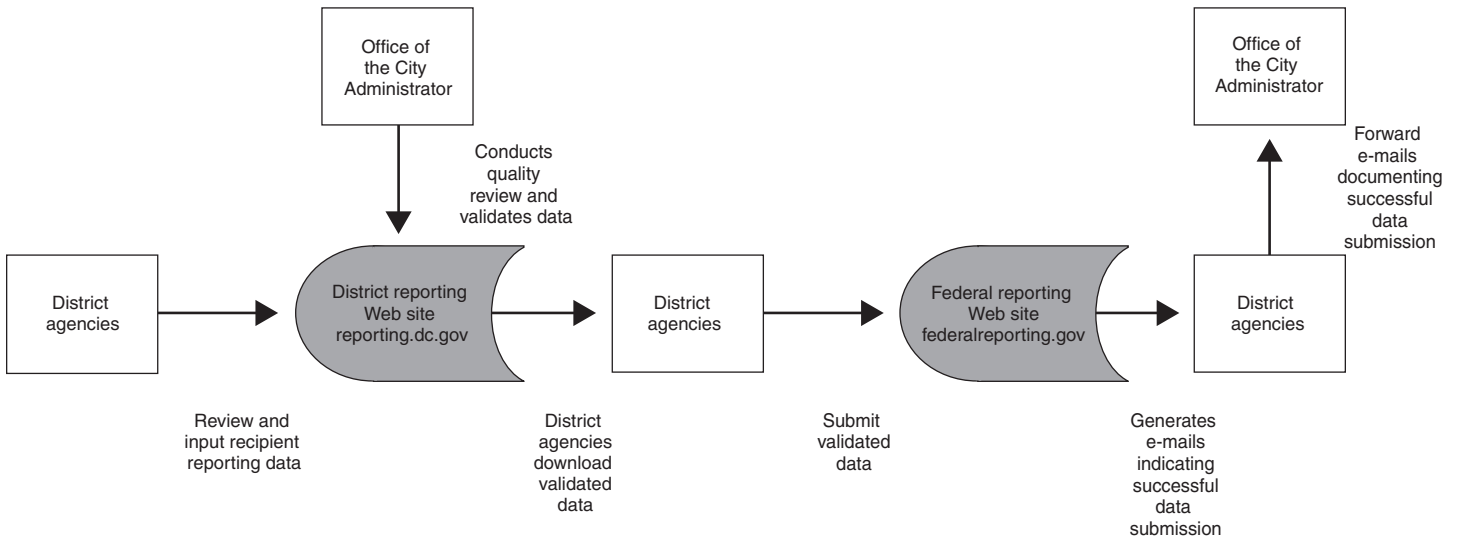 Office of
the City
Administrator
Office of
the City
Administrator
Conducts
quality
review and
validates data
Forward
e-mails
documenting
successful
data
submission
District
agencies
District reporting
Web site
reporting.dc.gov
District
agencies
Federal reporting
Web site
federalreporting.gov
District
agencies
Review and
input recipient
reporting data
District
agencies
download
validated
data
Submit
validated
data
Generates
e-mails
indicating
successful
data
submission